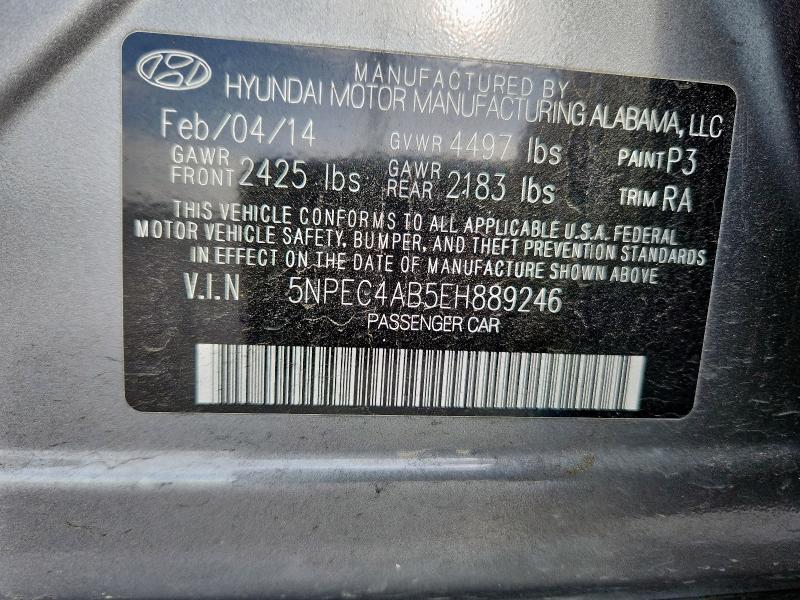 MANUFACTURED BY
HYUNDAI MOTOR MANUFACTURING ALABAMA, LLC
Feb/04/14 GVWR 4497 lbs PAINT P3
GAWR FRONT 2425 lbs GAWR REAR 2183 lbs TRIM RA
THIS VEHICLE CONFORMS TO ALL APPLICABLE U.S.A. FEDERAL
MOTOR VEHICLE SAFETY, BUMPER, AND THEFT PREVENTION STANDARDS
IN EFFECT ON THE DATE OF MANUFACTURE SHOWN ABOVE
V.I.N 5NPEC4AB5EH889246
PASSENGER CAR